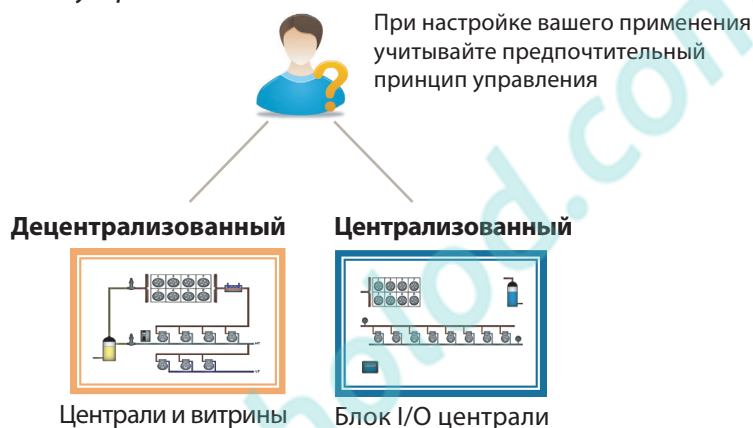 При настройке вашего применения
учитывайте предпочтительный
принцип управления
Децентрализованный
Централизованный
Централи и витрины
Блок I/O централи